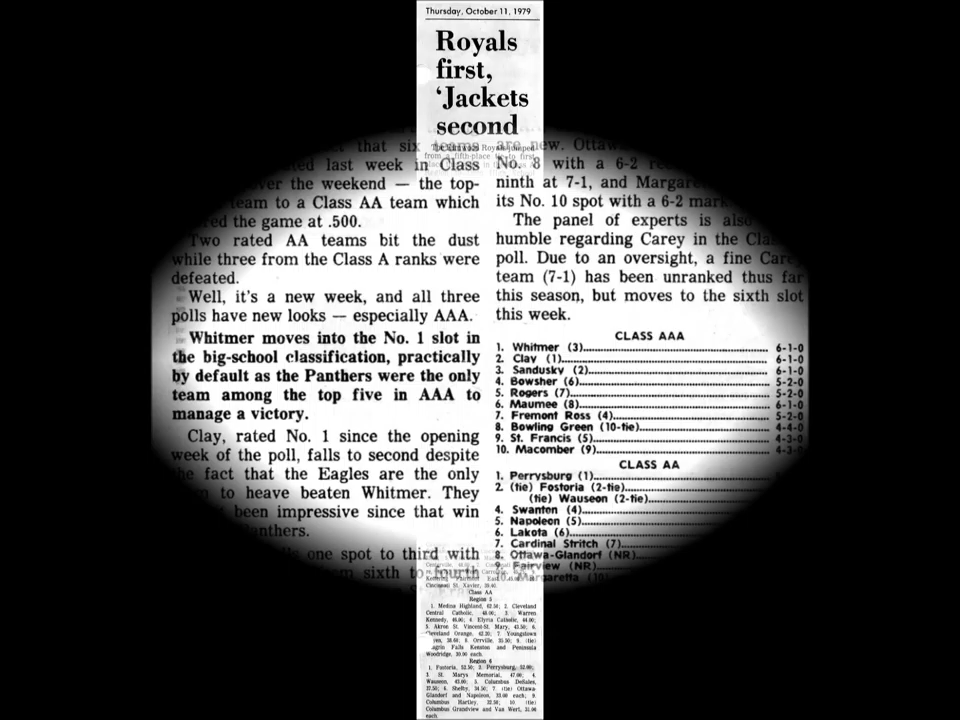 Thursday, October 11, 1979
Royals
first,
‘Jackets
second
that six teams
last week in Class
over the weekend — the top-
team to a Class AA team which
the game at .500.
Two rated AA teams bit the dust
while three from the Class A ranks were
defeated.
Well, it's a new week, and all three
polls have new looks — especially AAA.
Whitmer moves into the No. 1 slot in
the big-school classification, practically
by default as the Panthers were the only
team among the top five in AAA to
manage a victory.
Clay, rated No. 1 since the opening
week of the poll, falls to second despite
the fact that the Eagles are the only
to heave beaten Whitmer. They
been impressive since that win
Panthers.
one spot to third with
sixth to fourth
are new.
No. 8 with a 6-2
ninth at 7-1, and
its No. 10 spot with a 6-2 mark
The panel of experts is also
humble regarding Carey in the
poll. Due to an oversight, a fine Carey
team (7-1) has been unranked thus far
this season, but moves to the sixth slot
this week.
CLASS AAA
1. Whitmer (3) 6-1-0
2. Clay (1) 6-1-0
3. Sandusky (2) 6-1-0
4. Bowsher (6) 5-2-0
5. Rogers (7) 5-2-0
6. Maumee (8) 6-1-0
7. Fremont Ross (4) 5-2-0
8. Bowling Green (10-tie) 4-4-0
9. St. Francis (5) 4-3-0
10. Macomber (9) 4-3-0
CLASS AA
1. Perrysburg (1)
2. (tie) Fostoria (2-tie)
(tie) Wauseon (2-tie)
4. Swanton (4)
5. Napoleon (5)
6. Lakota (6)
7. Cardinal Stritch (7)
8. Ottawa-Glandorf (NR)
9. Fairview (NR)
Margaretta (10)
Cincinnati St. Xavier, 39.00.
Class AA
Region 5
1. Medina Highland, 62.50; 2. Cleveland
Central Catholic, 48.00; 3. Warren
Kennedy, 46.00; 4. Elyria Catholic, 44.00;
5. Akron St. Vincent-St. Mary, 43.50; 6.
Cleveland Orange, 42.20; 7. Youngstown
8. Orrville, 35.50; 9. (tie)
Falls Kenston and Peninsula
Woodridge, 30.00 each.
Region 6
1. Fostoria, 52.50; 2. Perrysburg, 52.00;
3. St. Marys Memorial, 47.00; 4.
Wauseon, 43.00; 5. Columbus DeSales,
37.50; 6. Shelby, 34.50; 7. (tie) Ottawa-
Glandorf and Napoleon, 33.00 each; 9.
Columbus Hartley, 32.50; 10. (tie)
Columbus Grandview and Van Wert, 31.00
each.